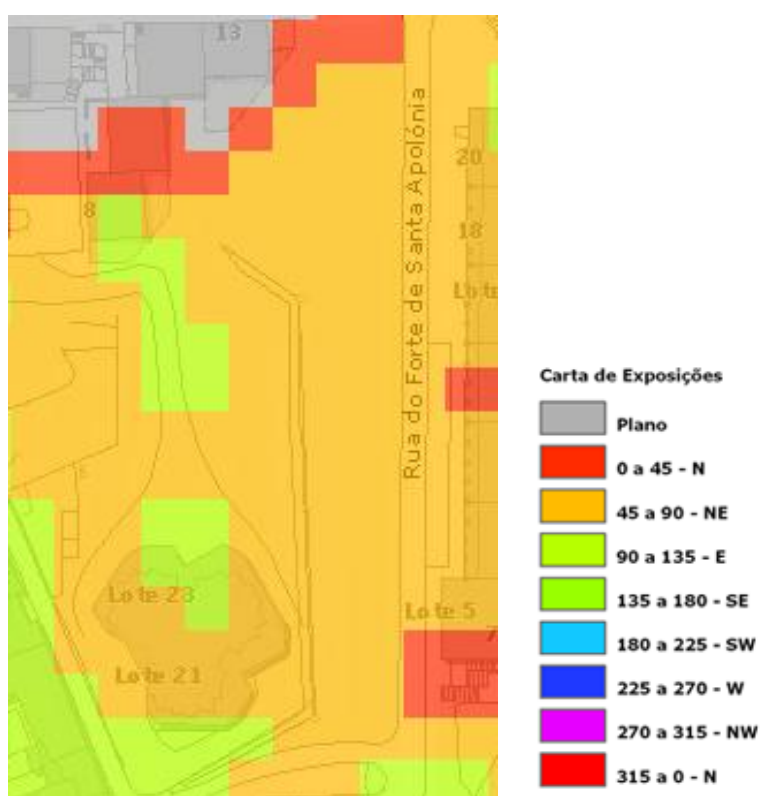 13
20
8
18
Lote
Rua do Forte de Santa Apolónia
Lote 23
Lote 5
7
Lote 21
Carta de Exposições
Plano
0 a 45 - N
45 a 90 - NE
90 a 135 - E
135 a 180 - SE
180 a 225 - SW
225 a 270 - W
270 a 315 - NW
315 a 0 - N